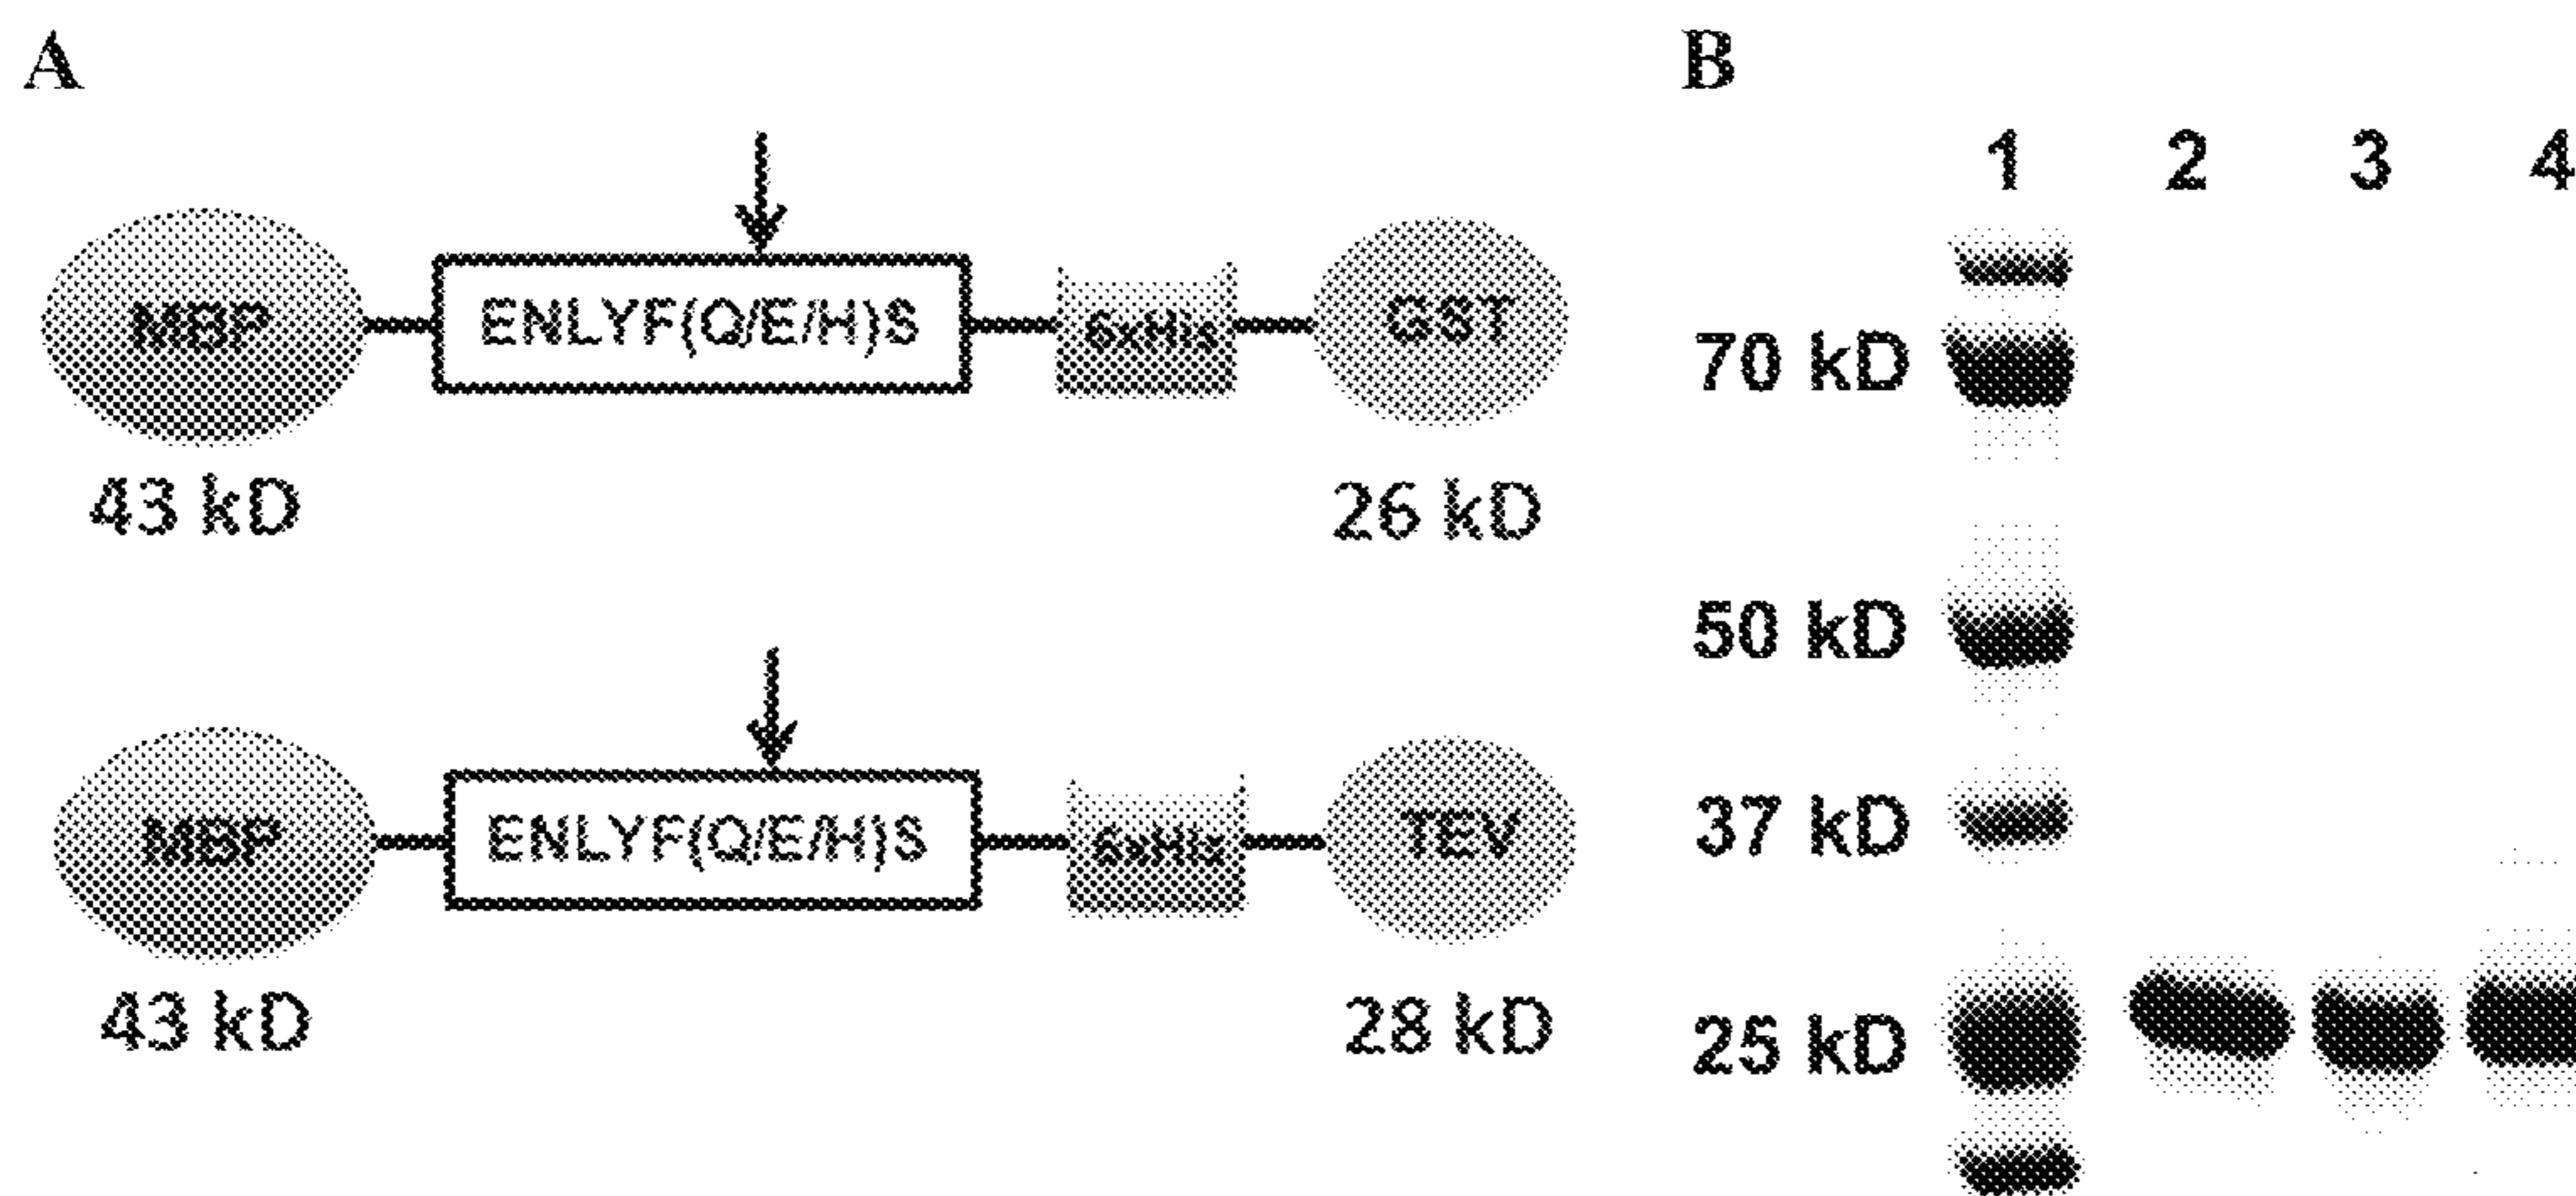 A
MBP
ENLYF(Q/E/H)S
6xHis
GST
43 kD
26 kD
MBP
ENLYF(Q/E/H)S
6xHis
TEV
43 kD
28 kD
B
1 2 3 4
70 kD
50 kD
37 kD
25 kD